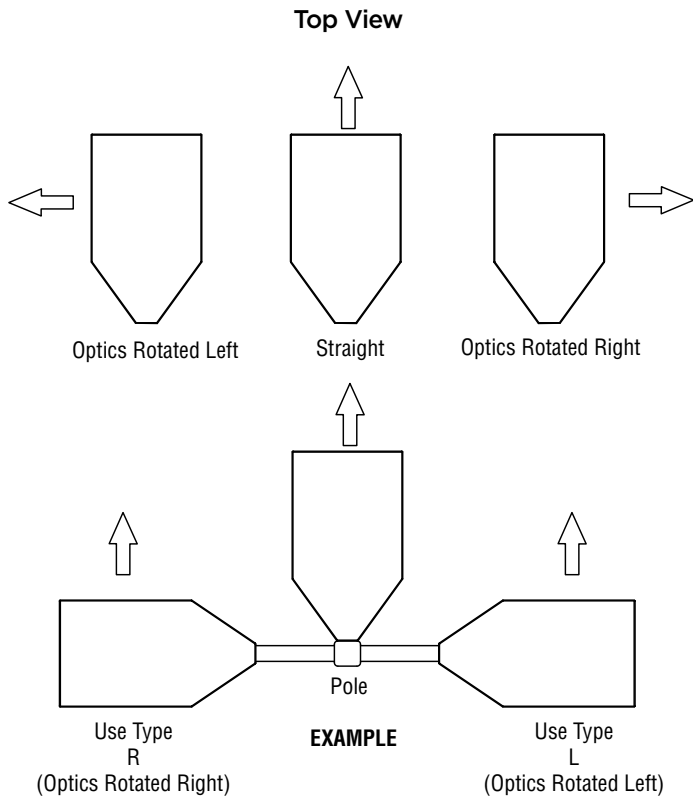 Top View
Optics Rotated Left
Straight
Optics Rotated Right
Pole
Use Type
R
(Optics Rotated Right)
EXAMPLE
Use Type
L
(Optics Rotated Left)